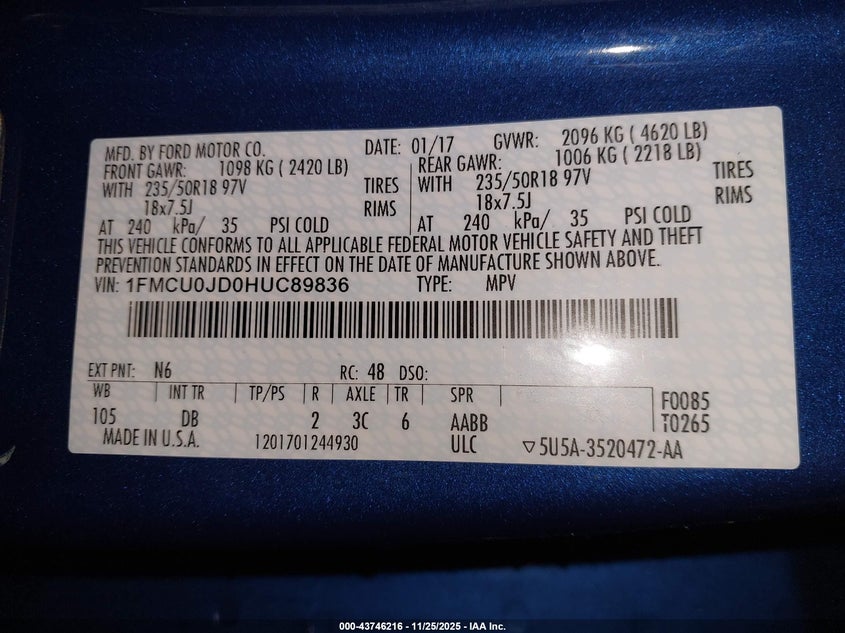 MFD. BY FORD MOTOR CO. DATE: 01/17 GVWR: 2096 KG ( 4620 LB)
FRONT GAWR: 1098 KG ( 2420 LB) REAR GAWR: 1006 KG ( 2218 LB)
WITH 235/50R18 97V TIRES WITH 235/50R18 97V TIRES
18x7.5J RIMS 18x7.5J RIMS
AT 240 kPa/ 35 PSI COLD AT 240 kPa/ 35 PSI COLD
THIS VEHICLE CONFORMS TO ALL APPLICABLE FEDERAL MOTOR VEHICLE SAFETY AND THEFT
PREVENTION STANDARDS IN EFFECT ON THE DATE OF MANUFACTURE SHOWN ABOVE.
VIN: 1FMCU0JD0HUC89836 TYPE: MPV
EXT PNT: N6 RC: 48 DSO:
WB INT TR TP/PS R AXLE TR SPR F0085
105 DB 2 3C 6 AABB T0265
MADE IN U.S.A. 1201701244930 ULC ▽5U5A-3520472-AA
000-43746216 - 11/25/2025 - IAA Inc.